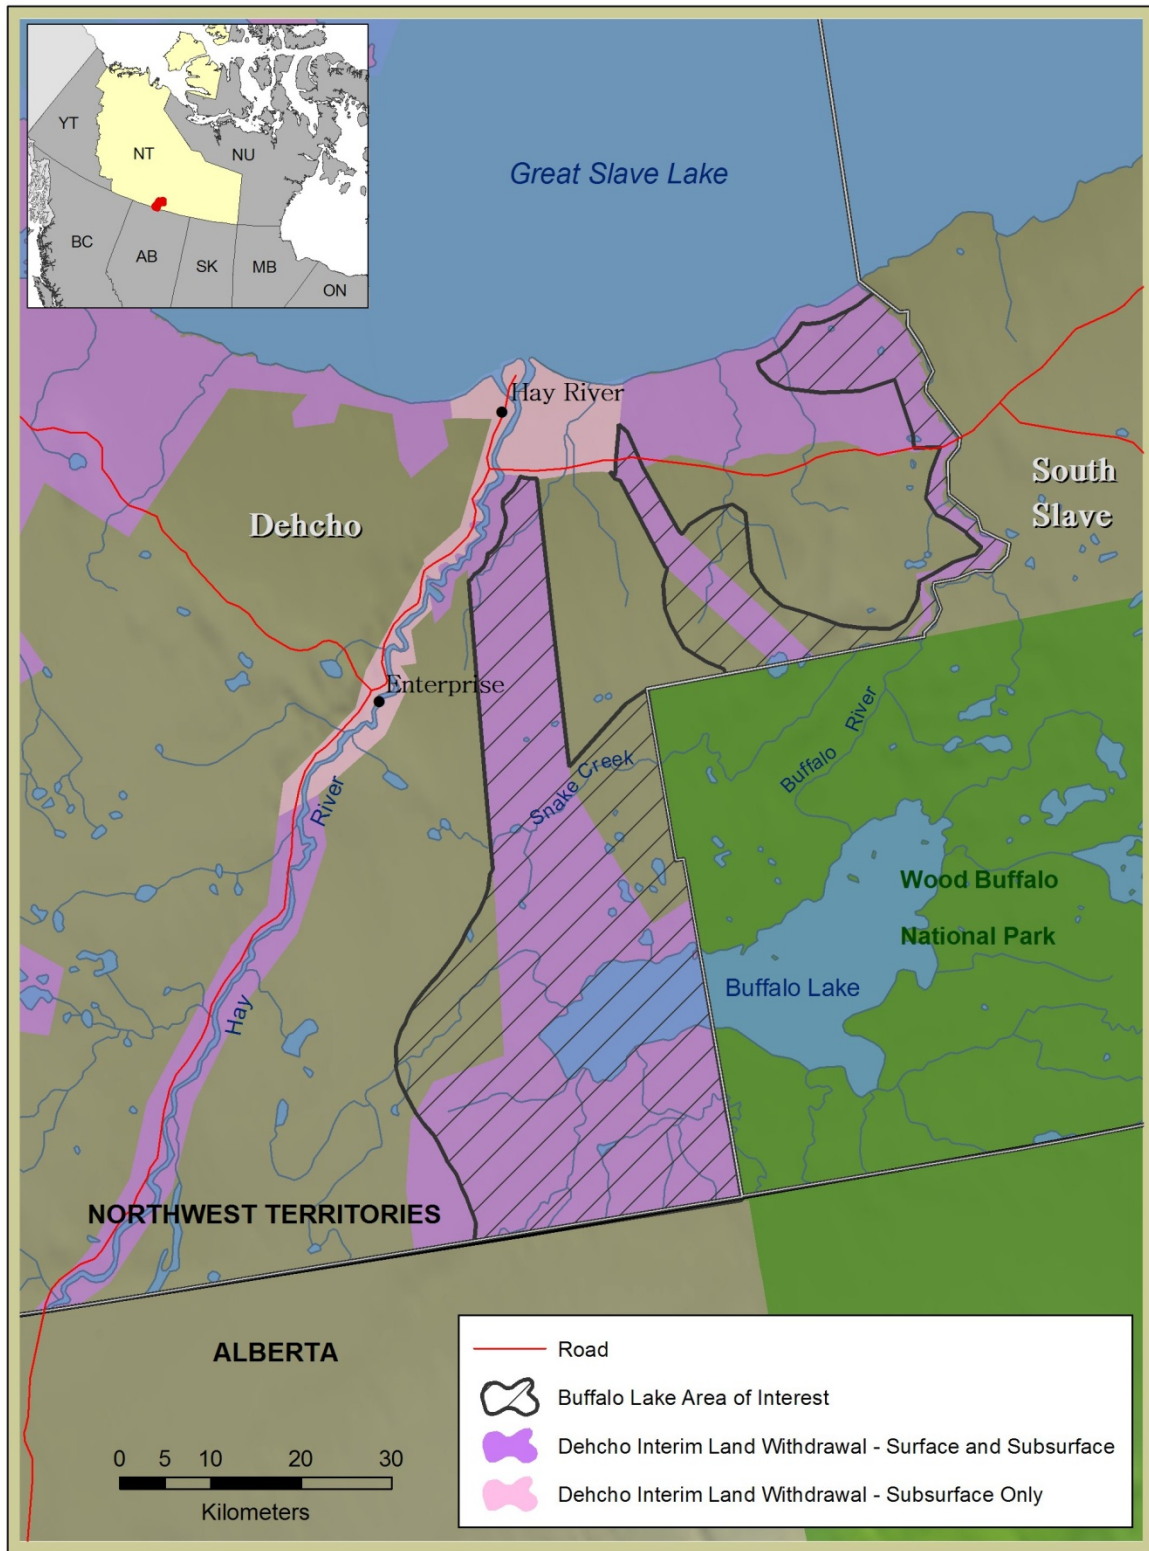 YT
NT
NU
BC
AB
SK
MB
ON
Great Slave Lake
Hay River
Dehcho
South
Slave
Enterprise
River
Hay
Snake Creek
Buffalo River
Wood Buffalo
National Park
Buffalo Lake
NORTHWEST TERRITORIES
ALBERTA
0 5 10 20 30
Kilometers
Road
Buffalo Lake Area of Interest
Dehcho Interim Land Withdrawal - Surface and Subsurface
Dehcho Interim Land Withdrawal - Subsurface Only